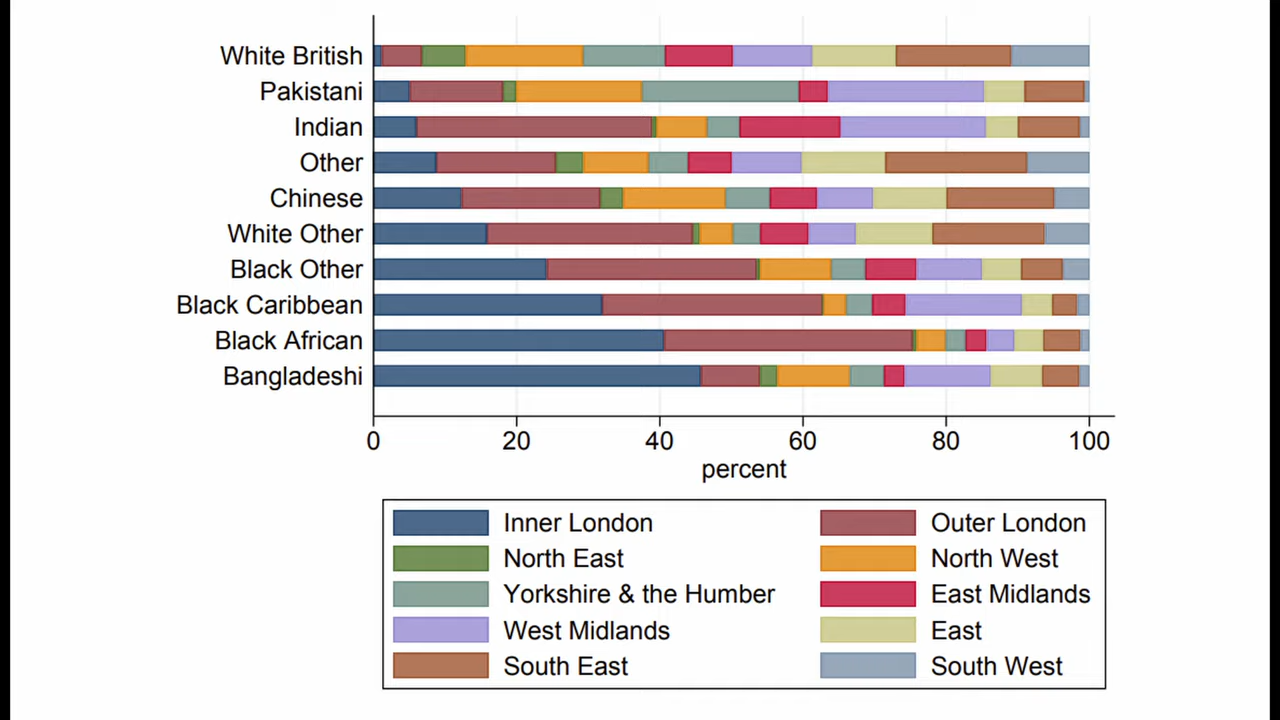 White British
Pakistani
Indian
Other
Chinese
White Other
Black Other
Black Caribbean
Black African
Bangladeshi
0 20 40 60 80 100
percent
Inner London Outer London
North East North West
Yorkshire & the Humber East Midlands
West Midlands East
South East South West